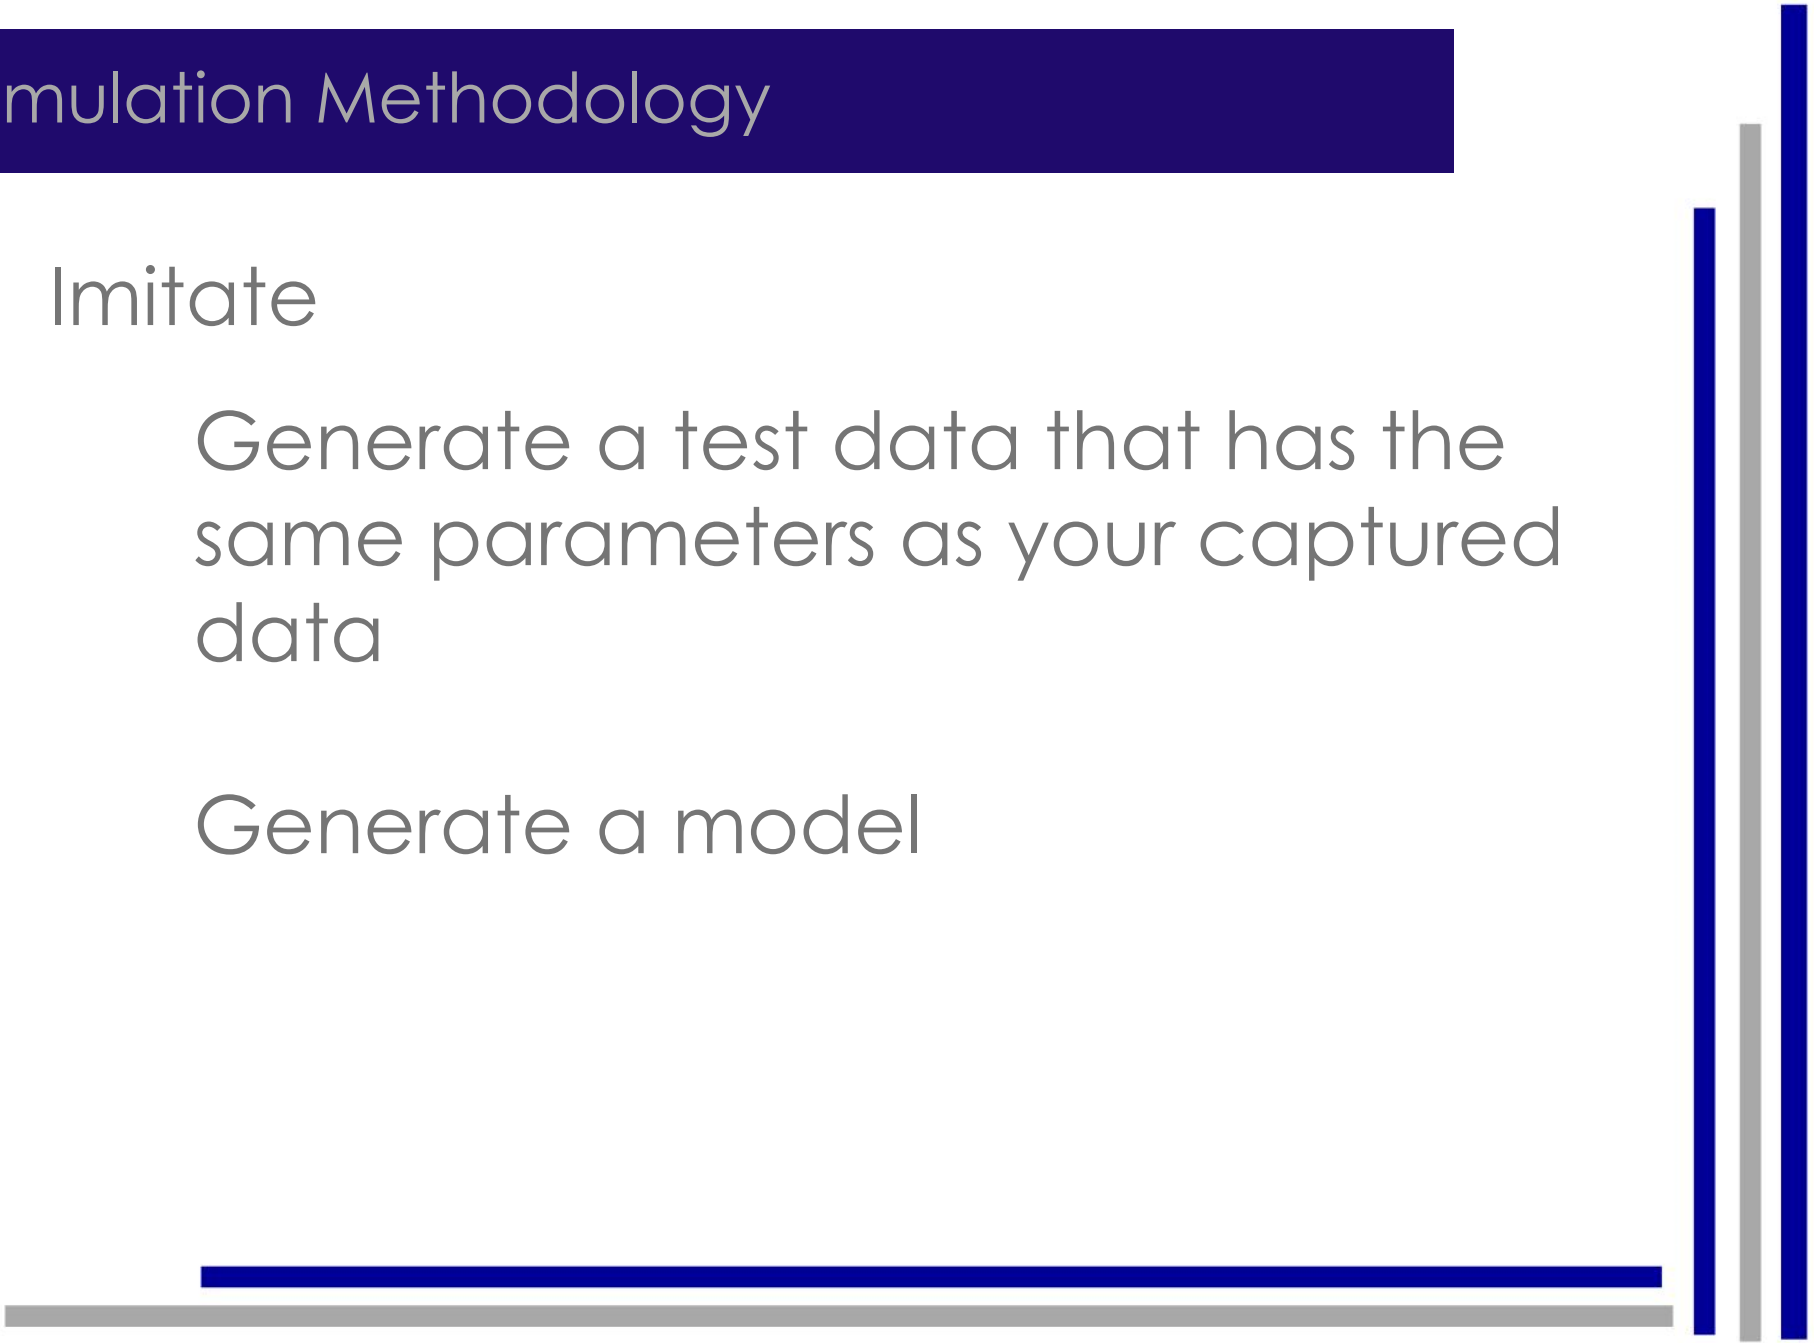 mulation Methodology
Imitate
Generate a test data that has the
same parameters as your captured
data
Generate a model